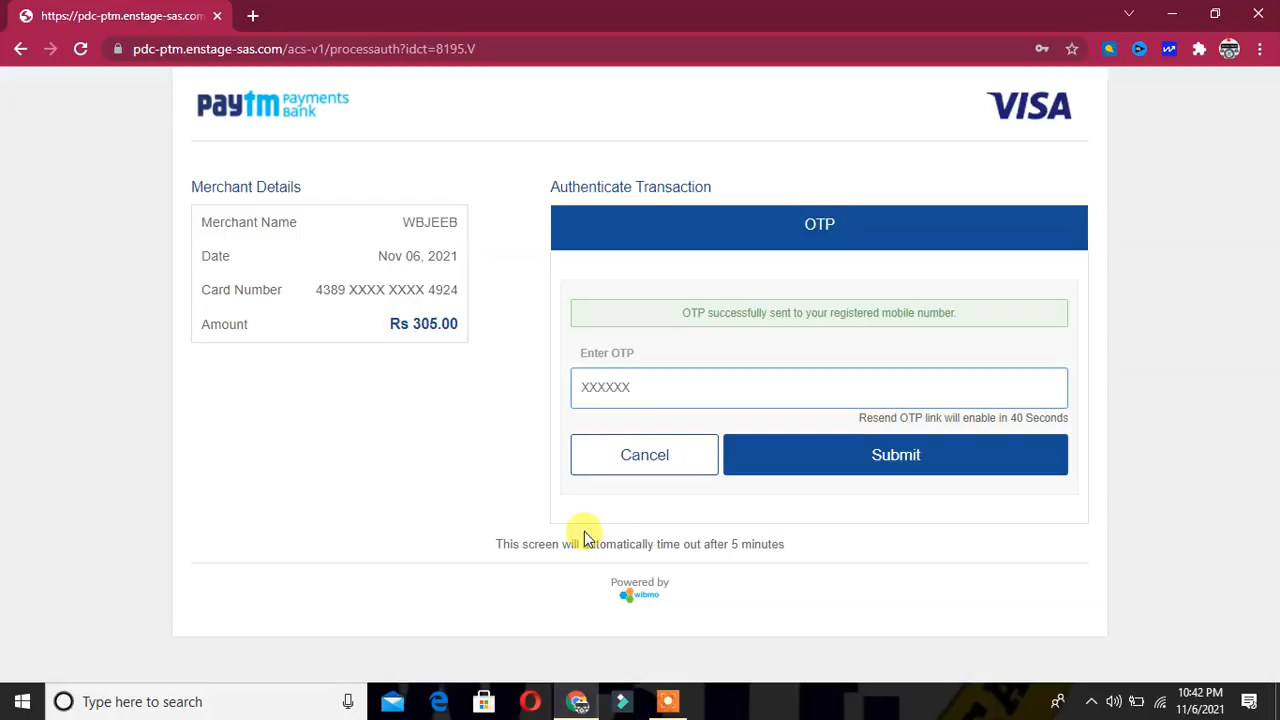 https://pdc-ptm.enstage-sas.com
pdc-ptm.enstage-sas.com/acs-v1/processauth?idct=8195.V
paytm Payments Bank
VISA
Merchant Details
Merchant Name WBJEEB
Date Nov 06, 2021
Card Number 4389 XXXX XXXX 4924
Amount Rs 305.00
Authenticate Transaction
OTP
OTP successfully sent to your registered mobile number.
Enter OTP
XXXXXX
Resend OTP link will enable in 40 Seconds
Cancel
Submit
This screen will automatically time out after 5 minutes
Powered by
wibmo
Type here to search
10:42 PM
11/6/2021